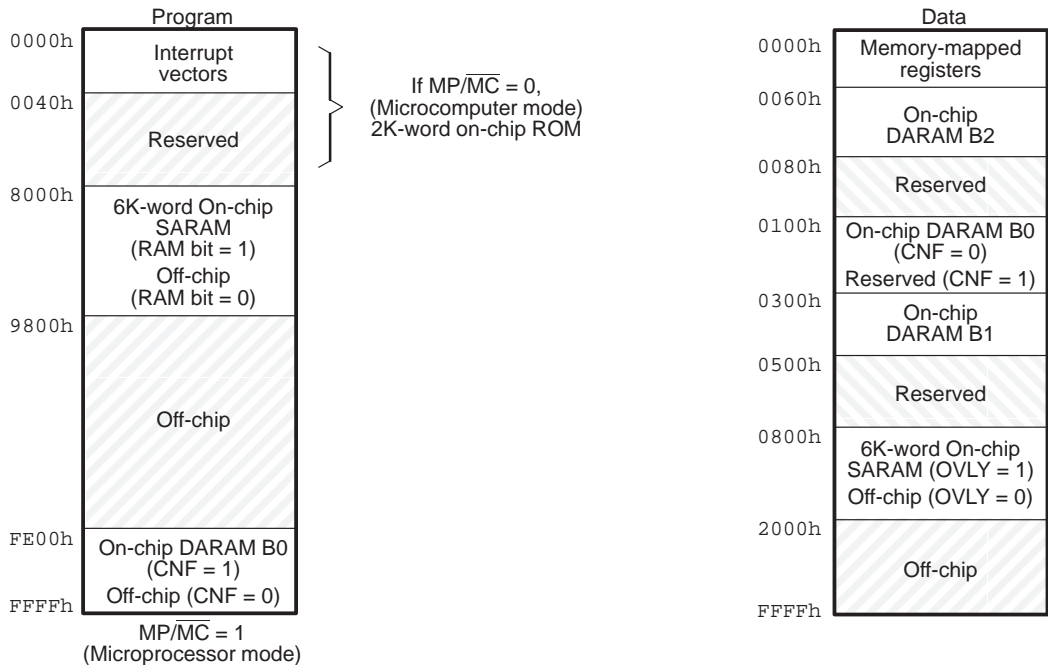 Program
0000h
Interrupt
vectors
0040h
Reserved
8000h
6K-word On-chip
SARAM
(RAM bit = 1)
Off-chip
(RAM bit = 0)
9800h
Off-chip
FE00h
On-chip DARAM B0
(CNF = 1)
Off-chip (CNF = 0)
FFFFh
MP/M̅C̅ = 1
(Microprocessor mode)
If MP/M̅C̅ = 0,
(Microcomputer mode)
2K-word on-chip ROM
Data
0000h
Memory-mapped
registers
0060h
On-chip
DARAM B2
0080h
Reserved
0100h
On-chip DARAM B0
(CNF = 0)
Reserved (CNF = 1)
0300h
On-chip
DARAM B1
0500h
Reserved
0800h
6K-word On-chip
SARAM (OVLY = 1)
Off-chip (OVLY = 0)
2000h
Off-chip
FFFFh